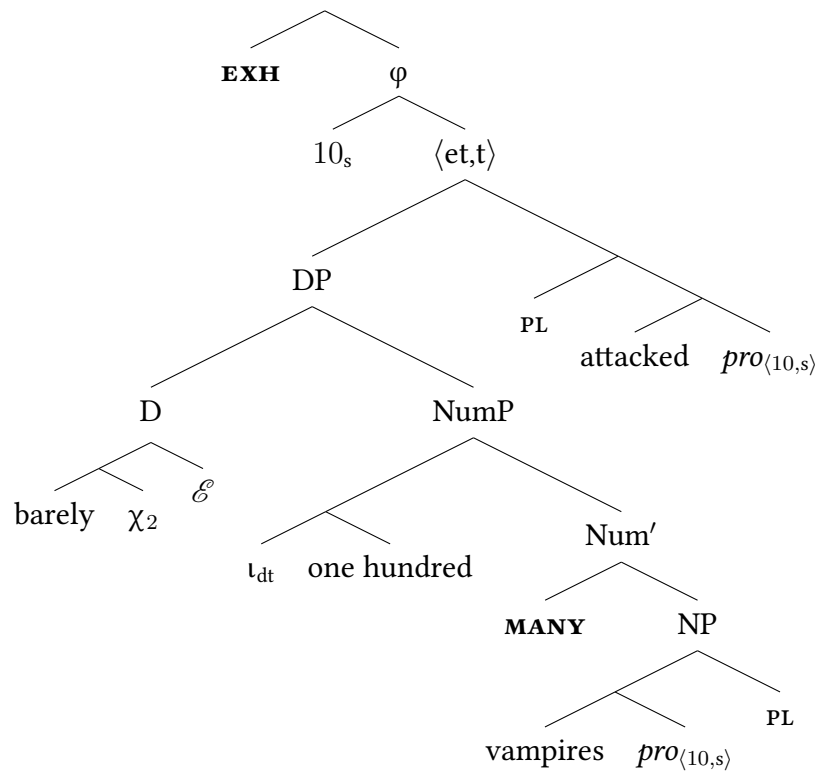 EXH φ
10s ⟨et,t⟩
DP
PL
attacked pro⟨10,s⟩
D NumP
barely χ2 ℰ
ιdt one hundred Num′
MANY NP
PL
vampires pro⟨10,s⟩